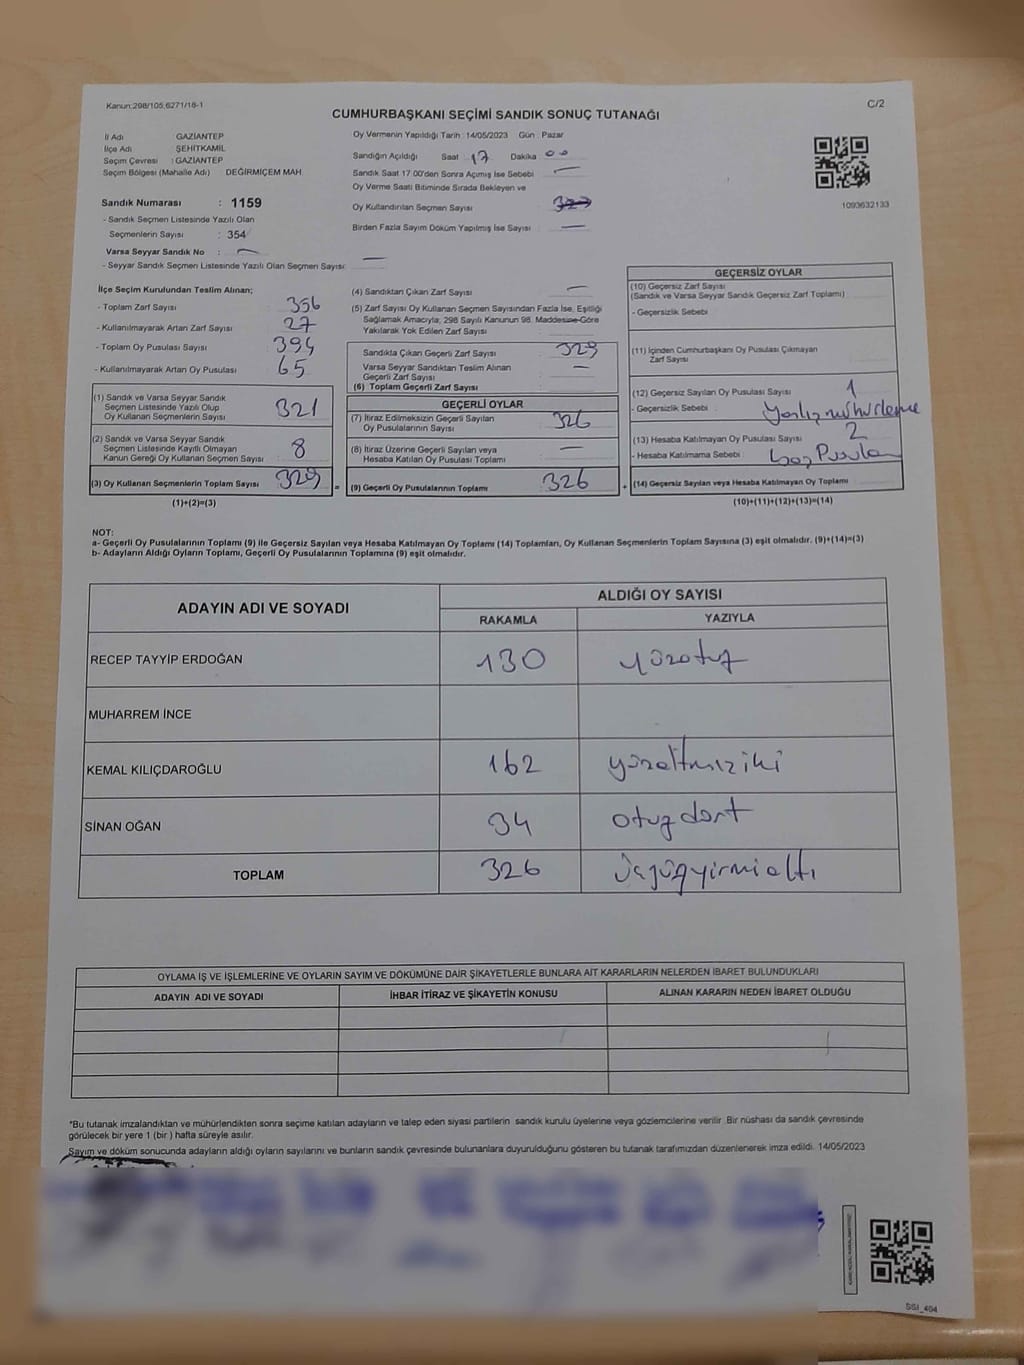 Kanun:298/105,6271/16-1
C/2
CUMHURBAŞKANI SEÇİMİ SANDIK SONUÇ TUTANAĞI
İl Adı GAZİANTEP
İlçe Adı ŞEHİTKAMİL
Seçim Çevresi : GAZİANTEP
Seçim Bölgesi (Mahalle Adı) DEĞİRMİÇEM MAH.
Sandık Numarası : 1159
- Sandık Seçmen Listesinde Yazılı Olan
Seçmenlerin Sayısı : 354
Varsa Seyyar Sandık No : —
- Seyyar Sandık Seçmen Listesinde Yazılı Olan Seçmen Sayısı: —
Oy Vermenin Yapıldığı Tarih : 14/05/2023 Gün : Pazar
Sandığın Açıldığı Saat 17 Dakika 00
Sandık Saat 17.00'den Sonra Açımış İse Sebebi —
Oy Verme Saati Bitiminde Sırada Bekleyen ve
Oy Kullandırılan Seçmen Sayısı
Birden Fazla Sayım Döküm Yapılmış İse Sayısı —
1093632133
İlçe Seçim Kurulundan Teslim Alınan;
- Toplam Zarf Sayısı 356
- Kullanılmayarak Artan Zarf Sayısı 27
- Toplam Oy Pusulası Sayısı 394
- Kullanılmayarak Artan Oy Pusulası 65
(1) Sandık ve Varsa Seyyar Sandık
Seçmen Listesinde Yazılı Olup
Oy Kullanan Seçmenlerin Sayısı 321
(2) Sandık ve Varsa Seyyar Sandık
Seçmen Listesinde Kayıtlı Olmayan
Kanun Gereği Oy Kullanan Seçmen Sayısı 8
(3) Oy Kullanan Seçmenlerin Toplam Sayısı 329 =
(1)+(2)=(3)
(4) Sandıktan Çıkan Zarf Sayısı —
(5) Zarf Sayısı Oy Kullanan Seçmen Sayısından Fazla İse, Eşitliği
Sağlamak Amacıyla, 298 Sayılı Kanunun 98. Maddesine Göre
Yakılarak Yok Edilen Zarf Sayısı
Sandıkta Çıkan Geçerli Zarf Sayısı 329
Varsa Seyyar Sandıktan Teslim Alınan
Geçerli Zarf Sayısı —
(6) Toplam Geçerli Zarf Sayısı
GEÇERLİ OYLAR
(7) İtiraz Edilmeksizin Geçerli Sayılan
Oy Pusulalarının Sayısı 326
(8) İtiraz Üzerine Geçerli Sayılan veya
Hesaba Katılan Oy Pusulası Toplamı —
(9) Geçerli Oy Pusulalarının Toplamı 326 +
GEÇERSİZ OYLAR
(10) Geçersiz Zarf Sayısı
(Sandık ve Varsa Seyyar Sandık Geçersiz Zarf Toplamı)
- Geçersizlik Sebebi
(11) İçinden Cumhurbaşkanı Oy Pusulası Çıkmayan
Zarf Sayısı
(12) Geçersiz Sayılan Oy Pusulası Sayısı 1
- Geçersizlik Sebebi : Yanlış mühürleme
(13) Hesaba Katılmayan Oy Pusulası Sayısı 2
- Hesaba Katılmama Sebebi : boş Pusula
(14) Geçersiz Sayılan veya Hesaba Katılmayan Oy Toplamı
(10)+(11)+(12)+(13)=(14)
NOT:
a- Geçerli Oy Pusulalarının Toplamı (9) ile Geçersiz Sayılan veya Hesaba Katılmayan Oy Toplamı (14) Toplamları, Oy Kullanan Seçmenlerin Toplam Sayısına (3) eşit olmalıdır. (9)+(14)=(3)
b- Adayların Aldığı Oyların Toplamı, Geçerli Oy Pusulalarının Toplamına (9) eşit olmalıdır.
ADAYIN ADI VE SOYADI
ALDIĞI OY SAYISI
RAKAMLA YAZIYLA
RECEP TAYYİP ERDOĞAN 130 yüzotuz
MUHARREM İNCE
KEMAL KILIÇDAROĞLU 162 yüzaltmışiki
SİNAN OĞAN 34 otuzdört
TOPLAM 326 üçyüzyirmialtı
OYLAMA İŞ VE İŞLEMLERİNE VE OYLARIN SAYIM VE DÖKÜMÜNE DAİR ŞİKAYETLERLE BUNLARA AİT KARARLARIN NELERDEN İBARET BULUNDUKLARI
ADAYIN ADI VE SOYADI İHBAR İTİRAZ VE ŞİKAYETİN KONUSU ALINAN KARARIN NEDEN İBARET OLDUĞU
*Bu tutanak imzalandıktan ve mühürlendikten sonra seçime katılan adayların ve talep eden siyasi partilerin sandık kurulu üyelerine veya gözlemcilerine verilir. Bir nüshası da sandık çevresinde
görülecek bir yere 1 (bir ) hafta süreyle asılır.
Sayım ve döküm sonucunda adayların aldığı oyların sayılarını ve bunların sandık çevresinde bulunanlara duyurulduğunu gösteren bu tutanak tarafımızdan düzenlenerek imza edildi. 14/05/2023
SSİ_404